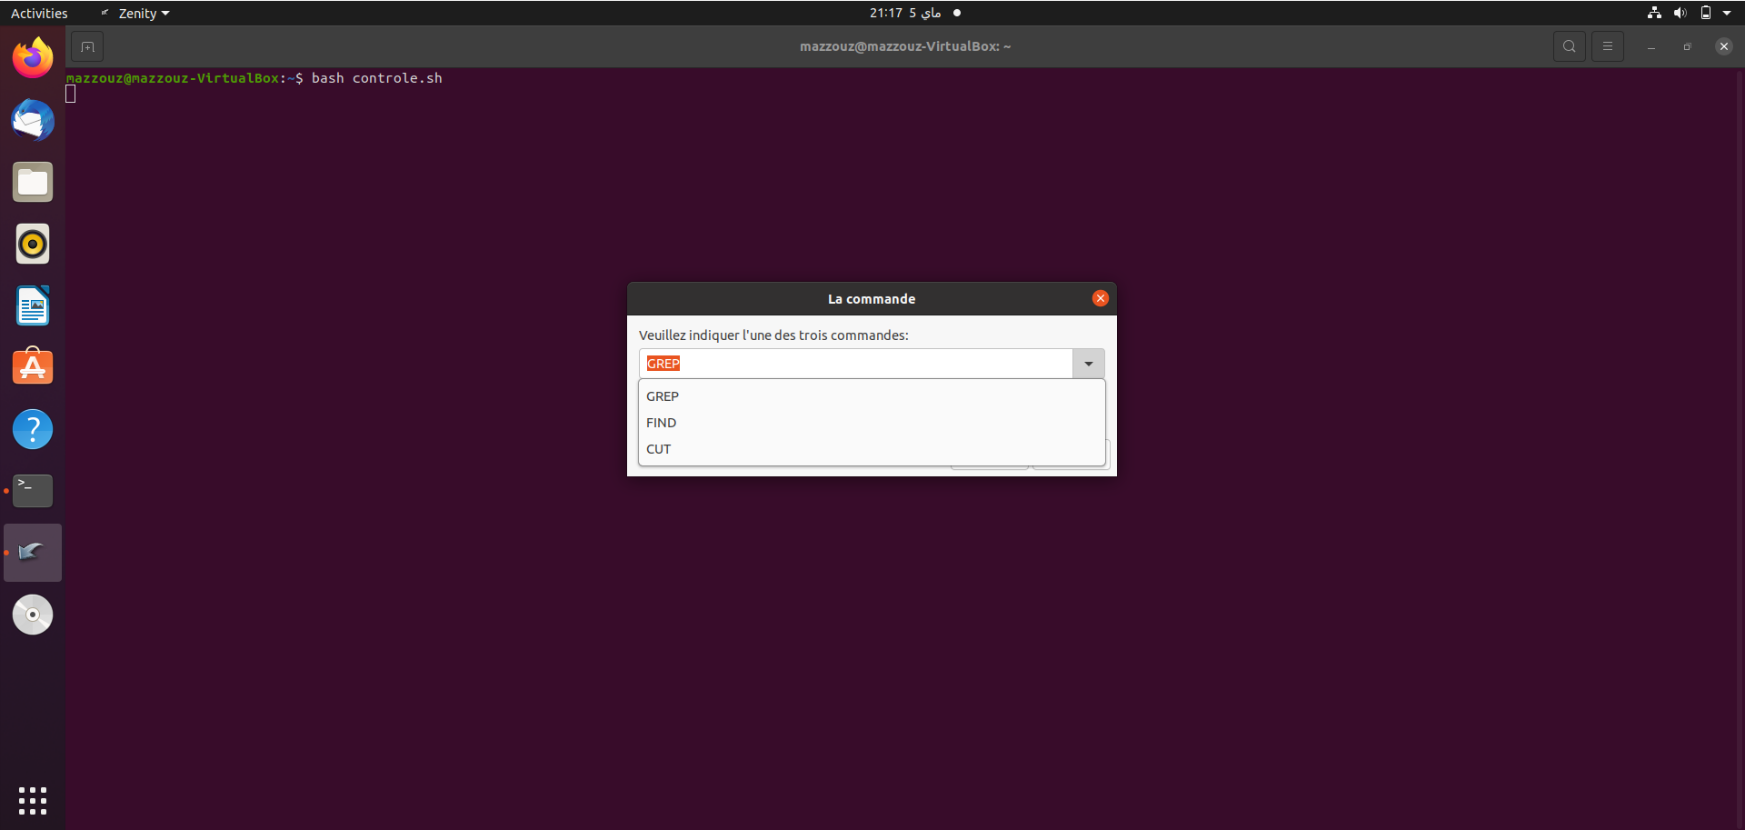 Activities
Zenity
21:17 5 ماي
mazzouz@mazzouz-VirtualBox: ~
mazzouz@mazzouz-VirtualBox:~$ bash controle.sh
La commande
Veuillez indiquer l'une des trois commandes:
GREP
GREP
FIND
CUT